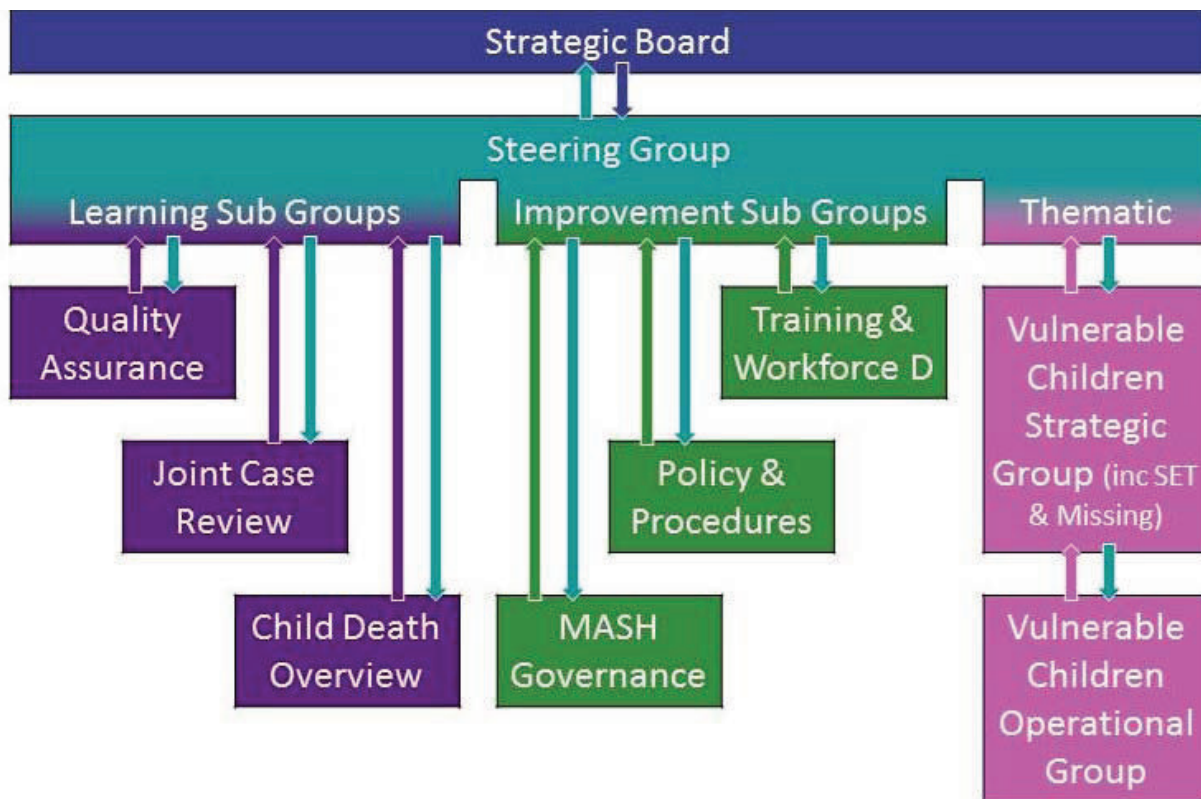 Strategic Board
Steering Group
Learning Sub Groups
Improvement Sub Groups
Thematic
Quality
Assurance
Training &
Workforce D
Vulnerable
Children
Strategic
Group (inc SET
& Missing)
Joint Case
Review
Policy &
Procedures
Child Death
Overview
MASH
Governance
Vulnerable
Children
Operational
Group